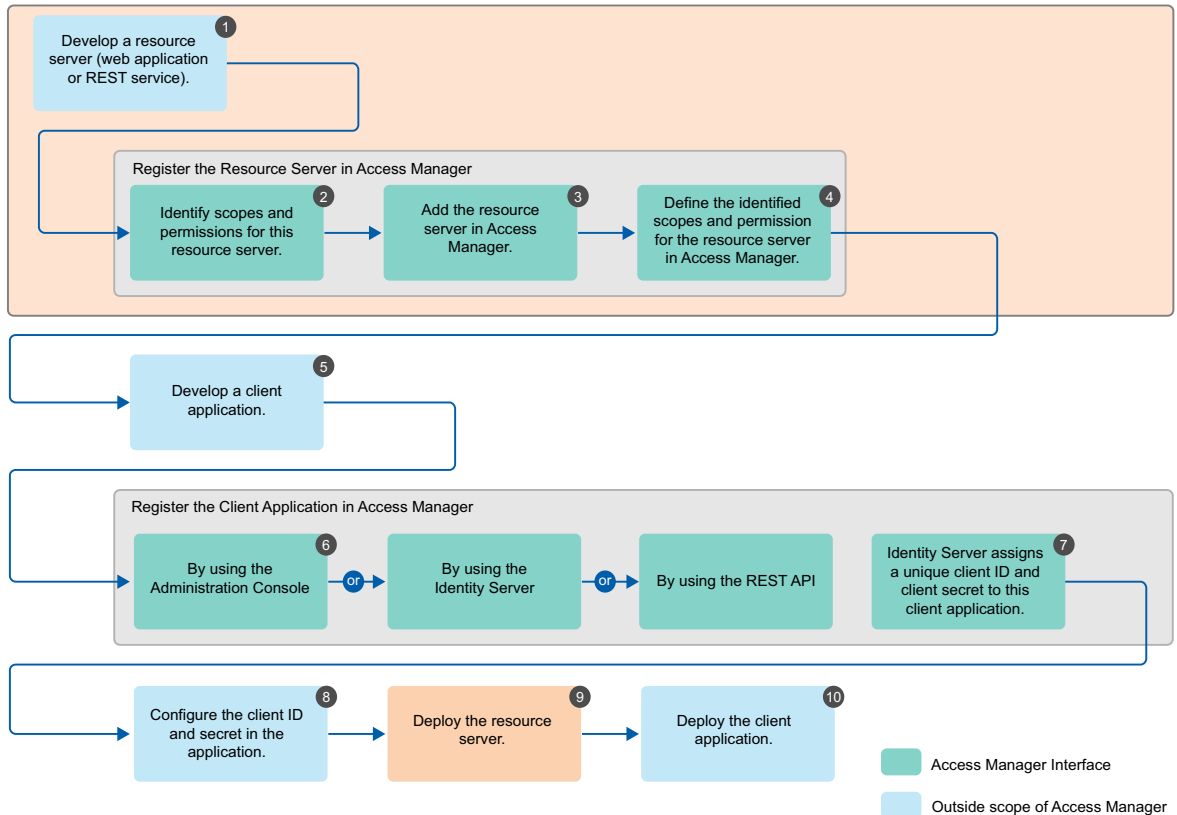 1
Develop a resource
server (web application
or REST service).
Register the Resource Server in Access Manager
2
Identify scopes and
permissions for this
resource server.
3
Add the resource
server in Access
Manager.
4
Define the identified
scopes and permission
for the resource server
in Access Manager.
5
Develop a client
application.
Register the Client Application in Access Manager
6
By using the
Administration Console
or
By using the
Identity Server
or
By using the REST API
7
Identity Server assigns
a unique client ID and
client secret to this
client application.
8
Configure the client ID
and secret in the
application.
9
Deploy the resource
server.
10
Deploy the client
application.
Access Manager Interface
Outside scope of Access Manager